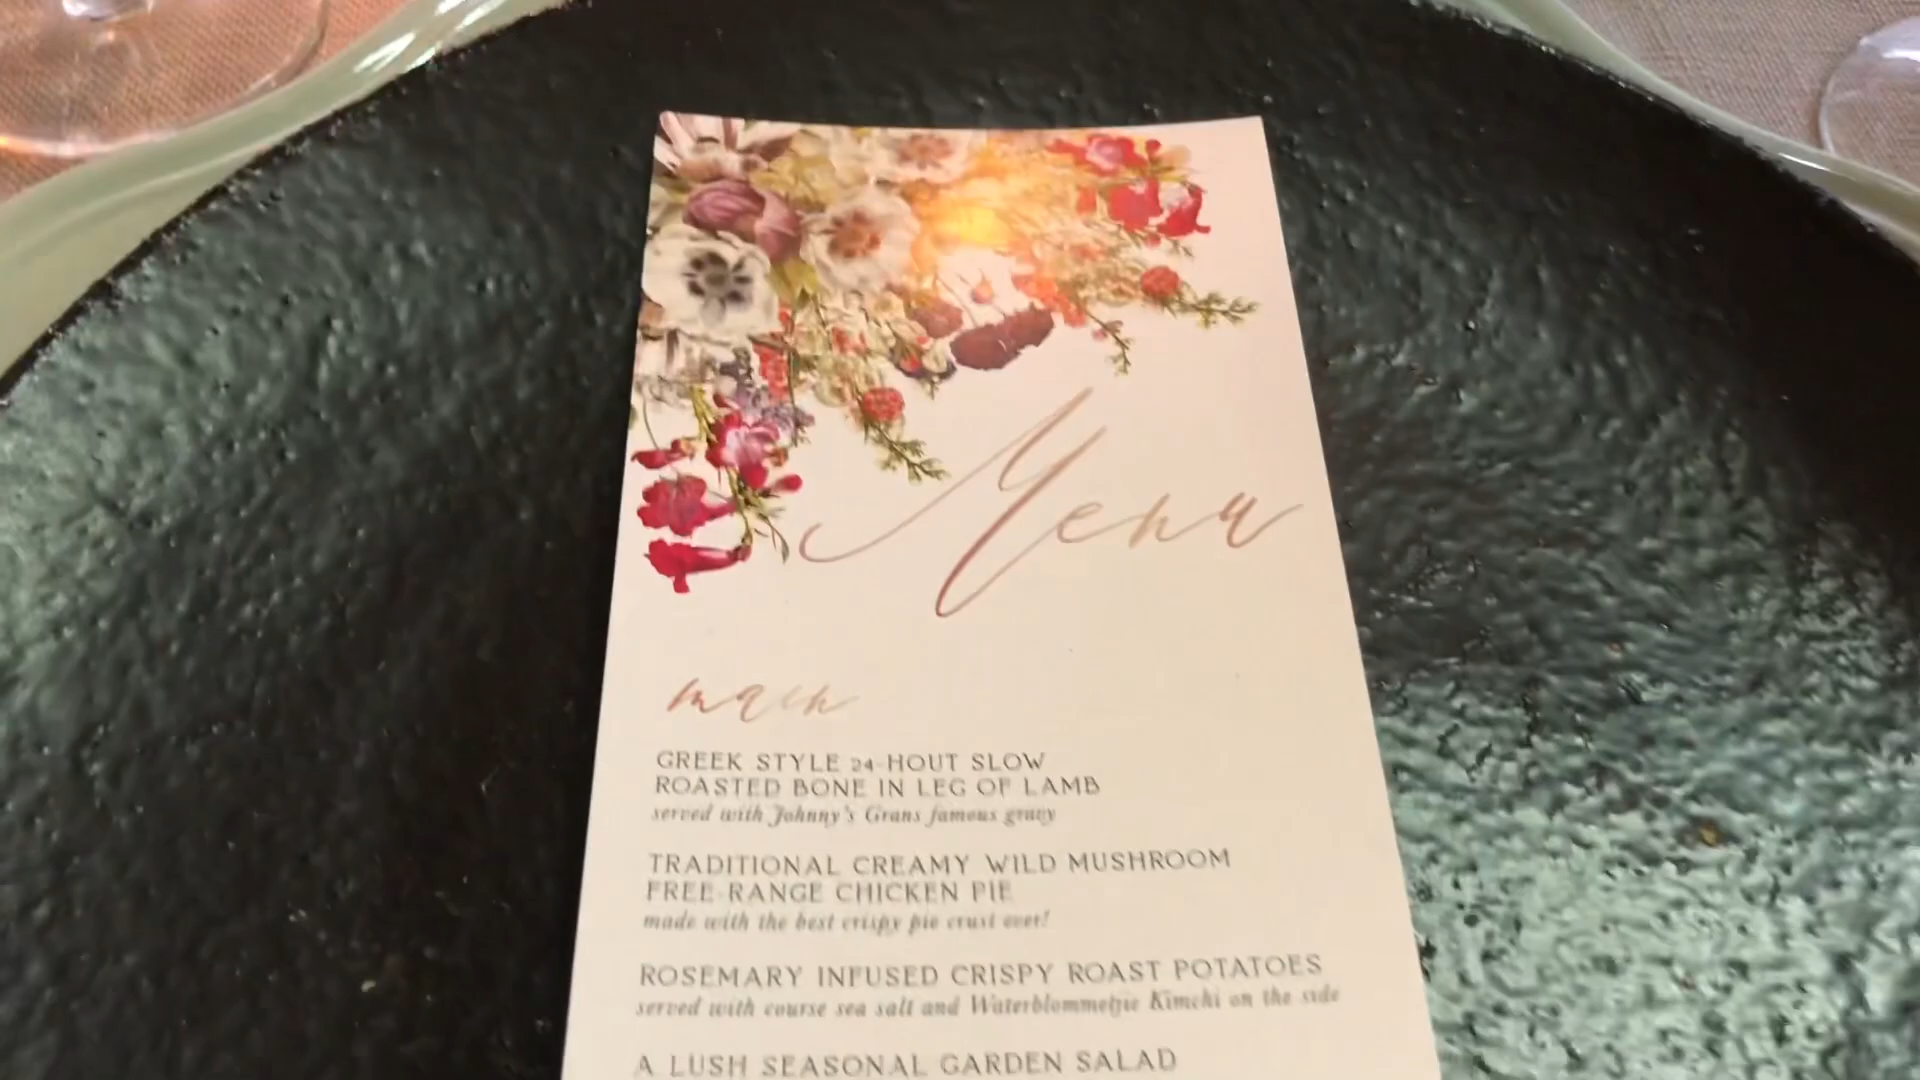 Menu
main
GREEK STYLE 24-HOUT SLOW
ROASTED BONE IN LEG OF LAMB
served with Johnny's Grans famous gravy
TRADITIONAL CREAMY WILD MUSHROOM
FREE-RANGE CHICKEN PIE
made with the best crispy pie crust ever!
ROSEMARY INFUSED CRISPY ROAST POTATOES
served with course sea salt and Waterblommetjie Kimchi on the side
A LUSH SEASONAL GARDEN SALAD